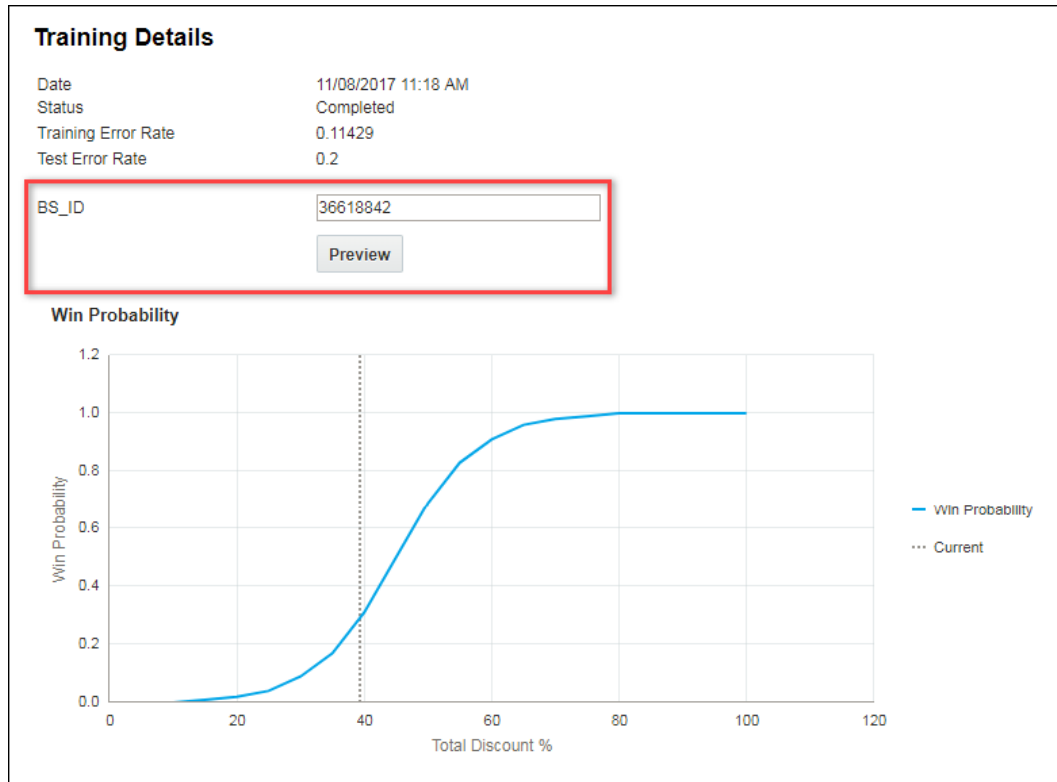 Training Details
Date 11/08/2017 11:18 AM
Status Completed
Training Error Rate 0.11429
Test Error Rate 0.2
BS_ID 36618842
Preview
Win Probability
1.2
1.0
0.8
0.6
0.4
0.2
0.0
Win Probability
0 20 40 60 80 100 120
Total Discount %
Win Probability
Current